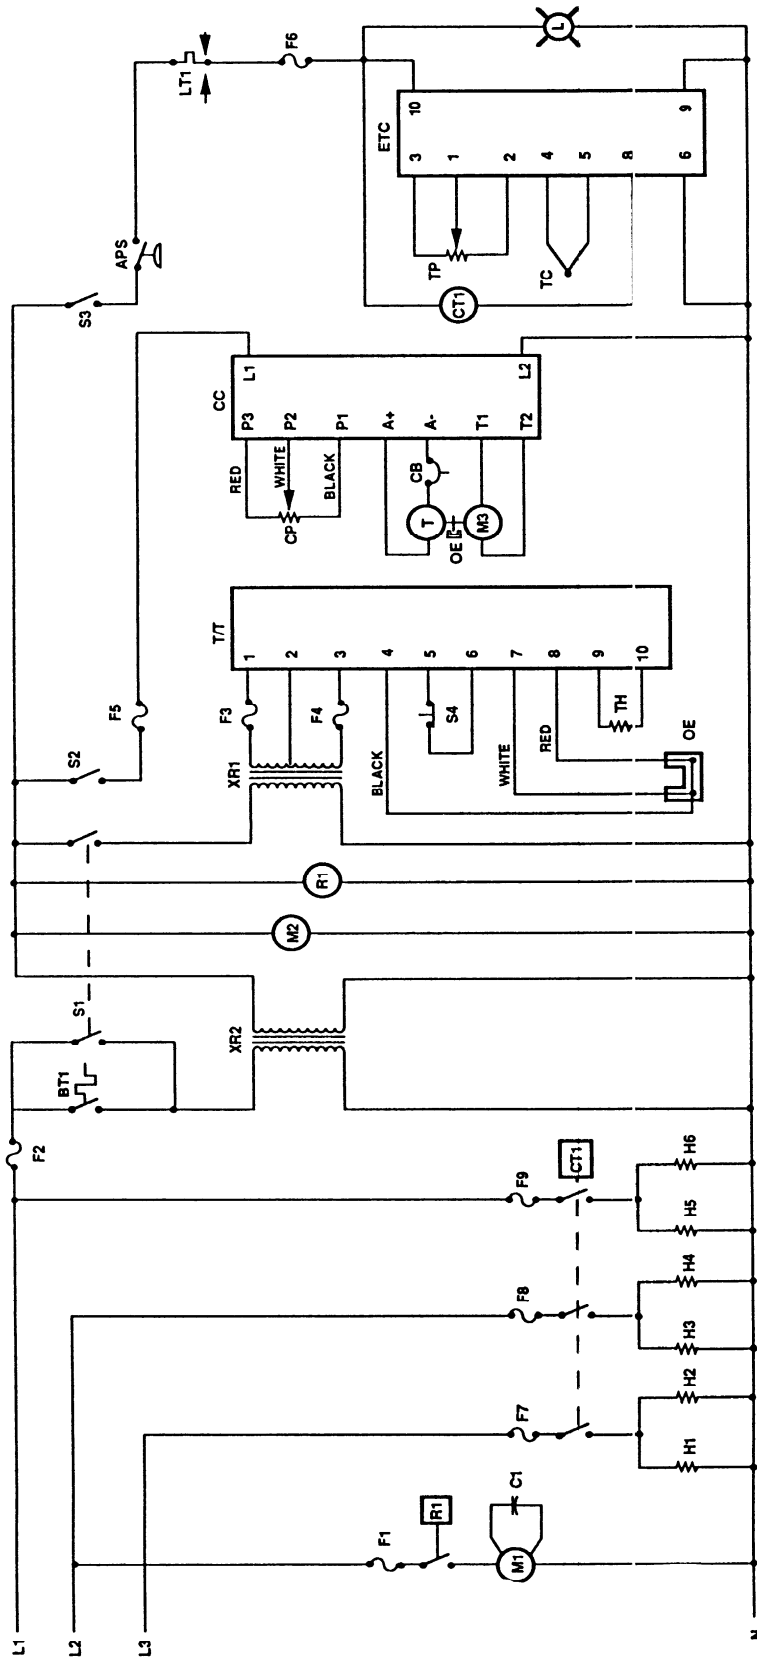 L1
L2
L3
F1
R1
M1
C1
F7
H1
H2
F8
H3
H4
F9
CT1
H5
H6
F2
BT1
S1
XR2
M2
R1
XR1
S2
F5
F3
F4
T/T
1
2
3
4
5
6
7
8
9
10
BLACK
S4
WHITE
RED
TH
OE
CC
L1
L2
P3
P2
P1
A+
A-
T1
T2
RED
WHITE
BLACK
CP
CB
T
OE
M3
S3
APS
LT1
F6
L
ETC
10
9
3
1
2
4
5
8
6
TP
TC
CT1